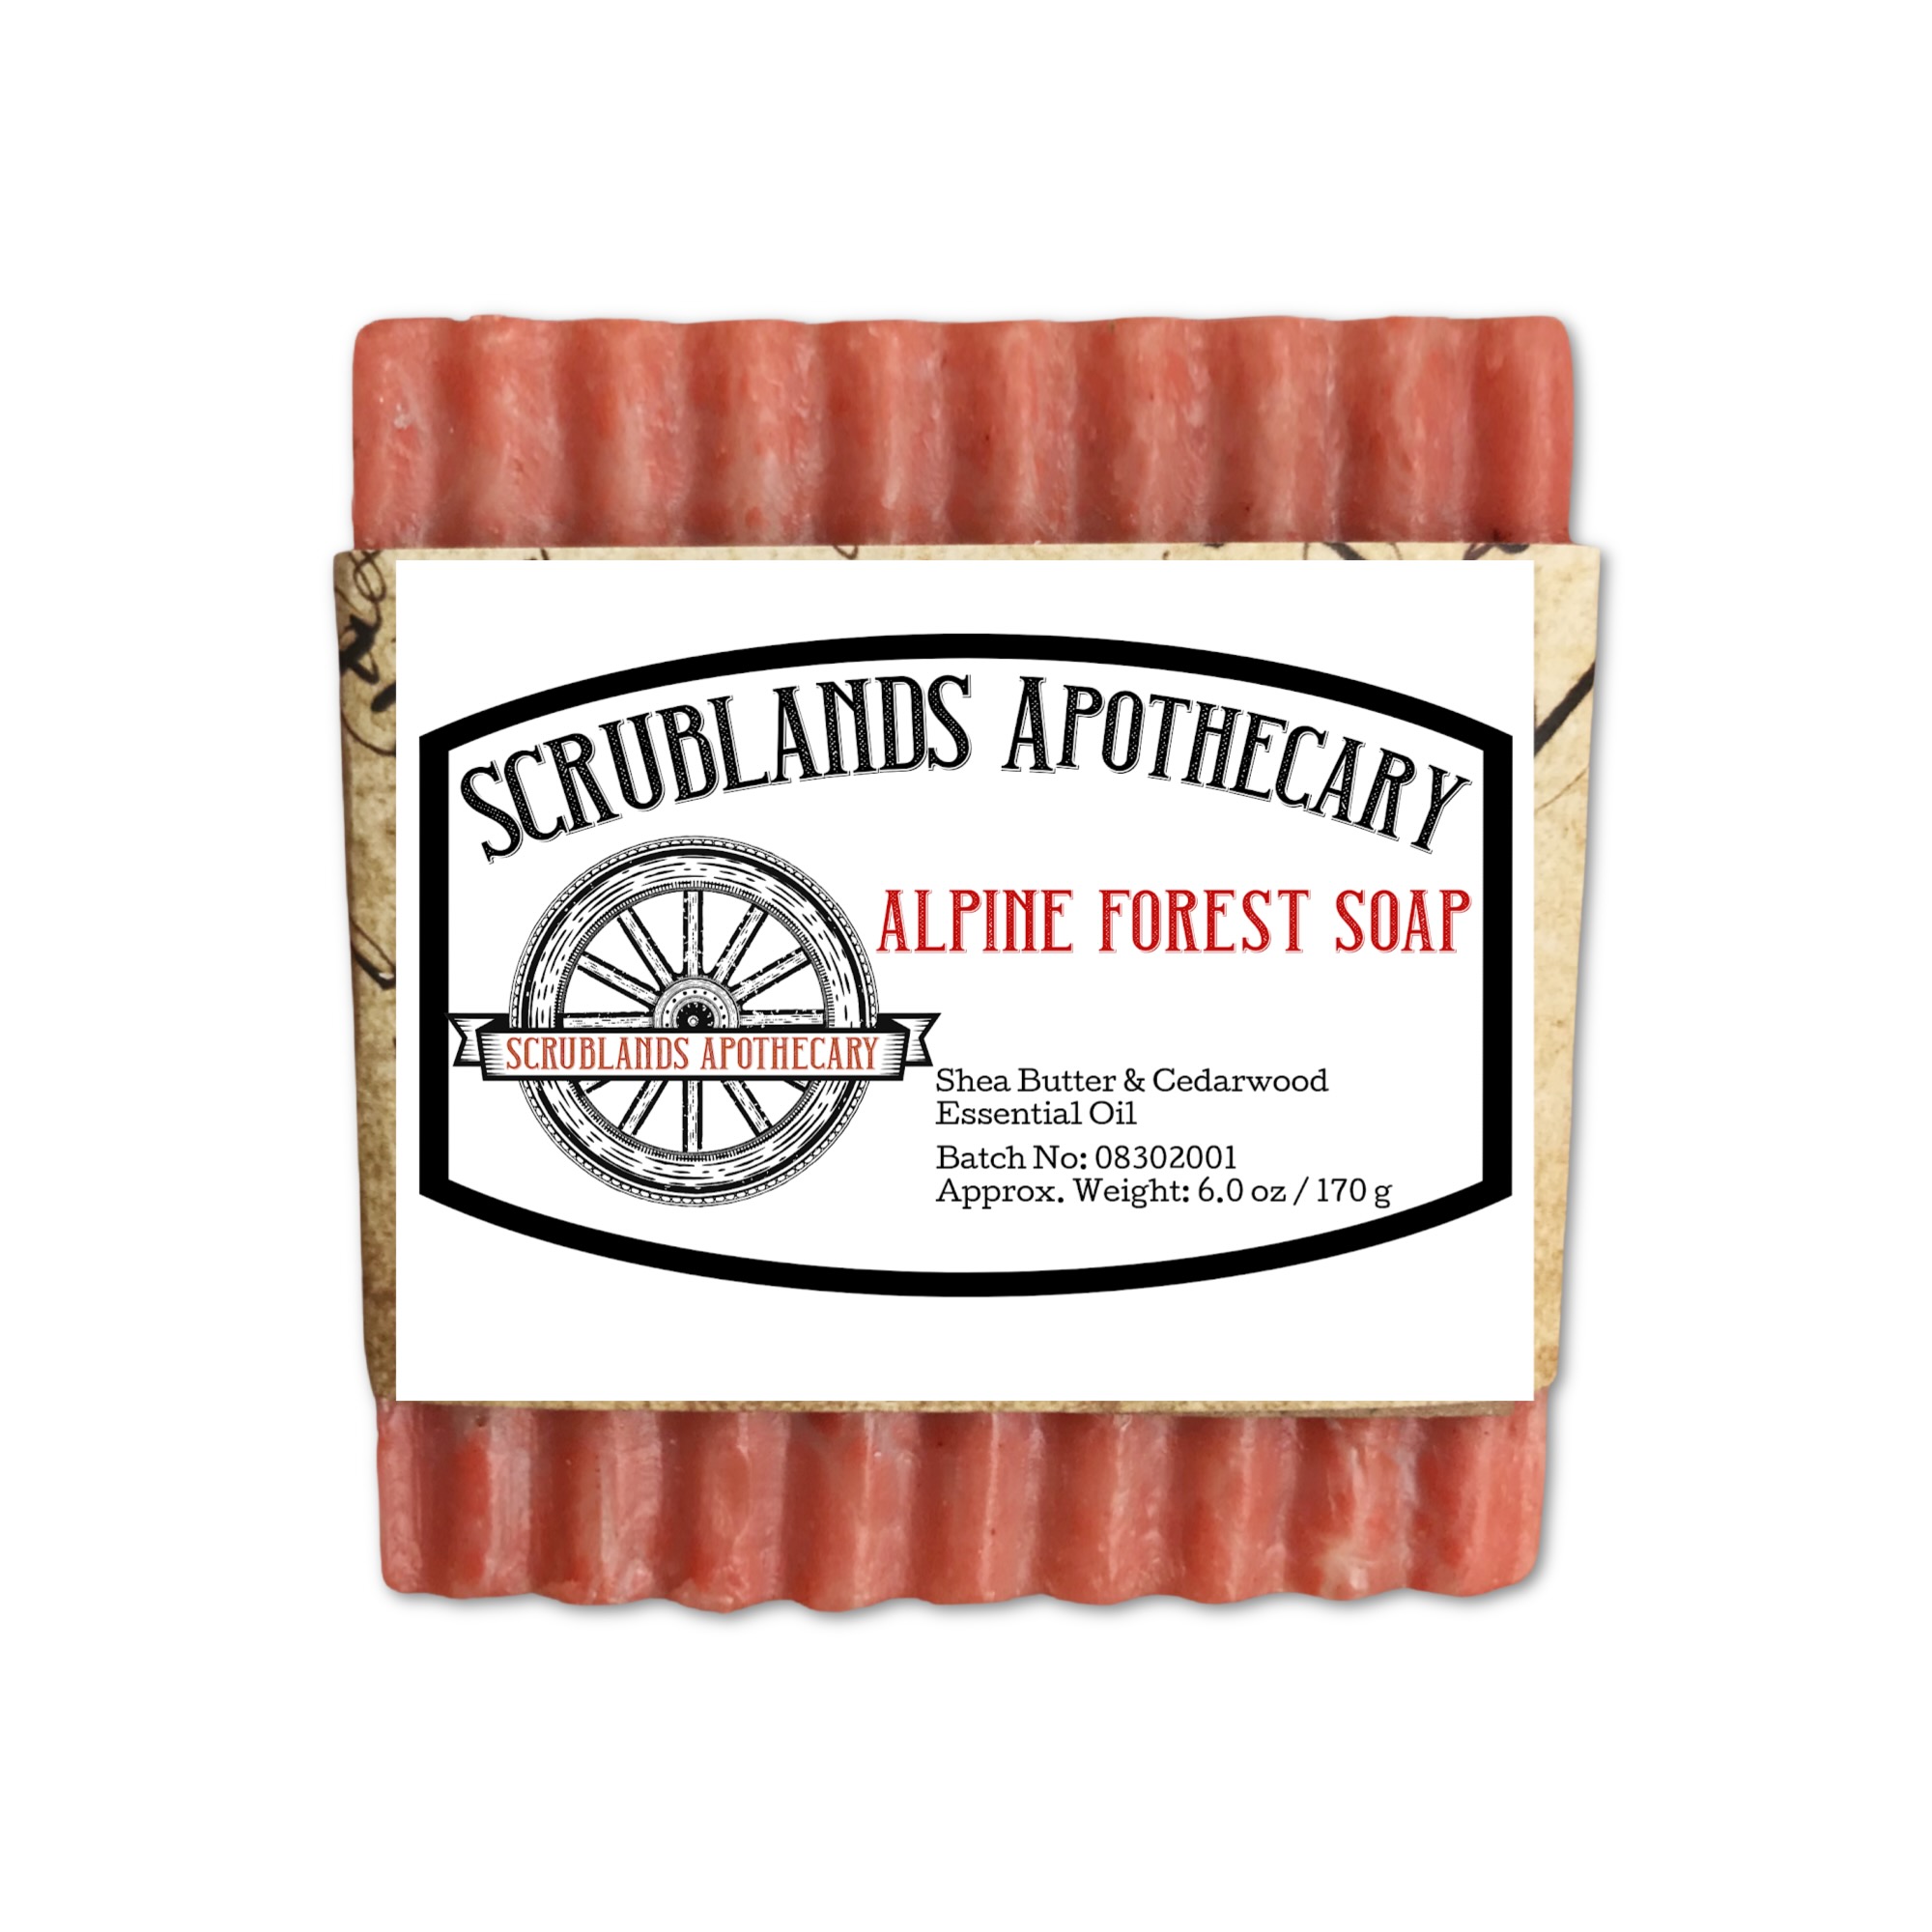 SCRUBLANDS APOTHECARY
ALPINE FOREST SOAP
SCRUBLANDS APOTHECARY
Shea Butter & Cedarwood
Essential Oil
Batch No: 08302001
Approx. Weight: 6.0 oz / 170 g